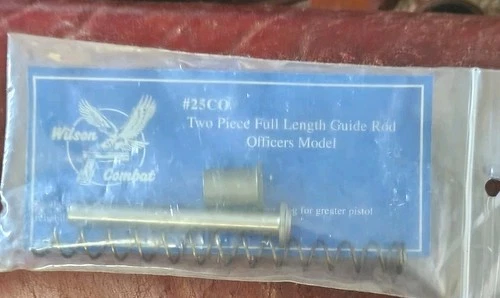 #25CO
Two Piece Full Length Guide Rod
Officers Model
Wilson
Combat
for greater pistol